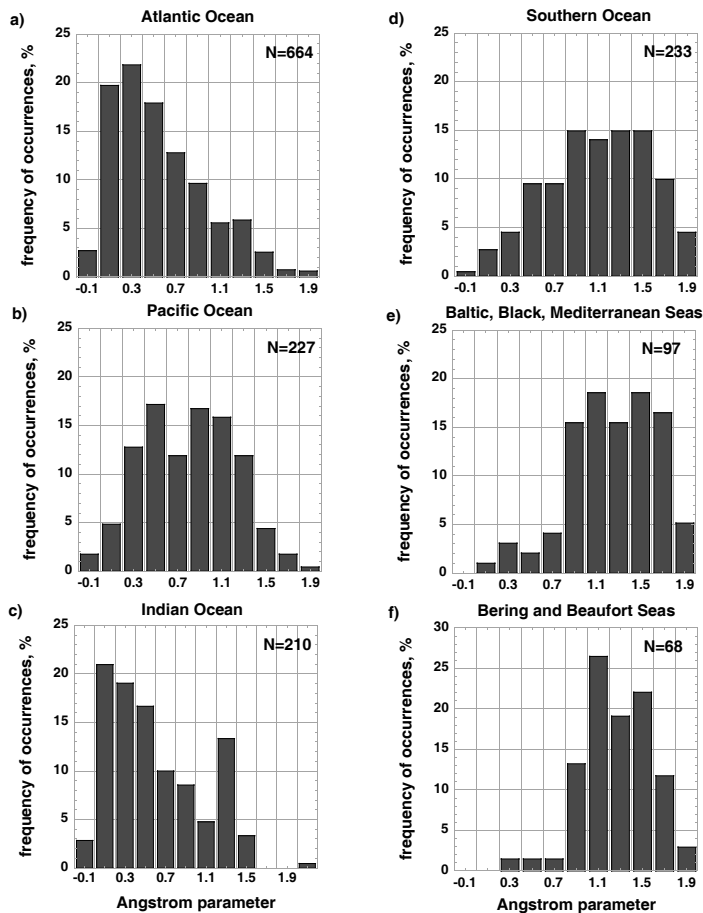 a)
Atlantic Ocean
N=664
frequency of occurrences, %
25
20
15
10
5
0
-0.1 0.3 0.7 1.1 1.5 1.9
b)
Pacific Ocean
N=227
frequency of occurrences, %
25
20
15
10
5
0
-0.1 0.3 0.7 1.1 1.5 1.9
c)
Indian Ocean
N=210
frequency of occurrences, %
25
20
15
10
5
0
-0.1 0.3 0.7 1.1 1.5 1.9
Angstrom parameter
d)
Southern Ocean
N=233
frequency of occurrences, %
25
20
15
10
5
0
-0.1 0.3 0.7 1.1 1.5 1.9
e)
Baltic, Black, Mediterranean Seas
N=97
frequency of occurrences, %
25
20
15
10
5
0
-0.1 0.3 0.7 1.1 1.5 1.9
f)
Bering and Beaufort Seas
N=68
frequency of occurrences, %
30
25
20
15
10
5
0
-0.1 0.3 0.7 1.1 1.5 1.9
Angstrom parameter